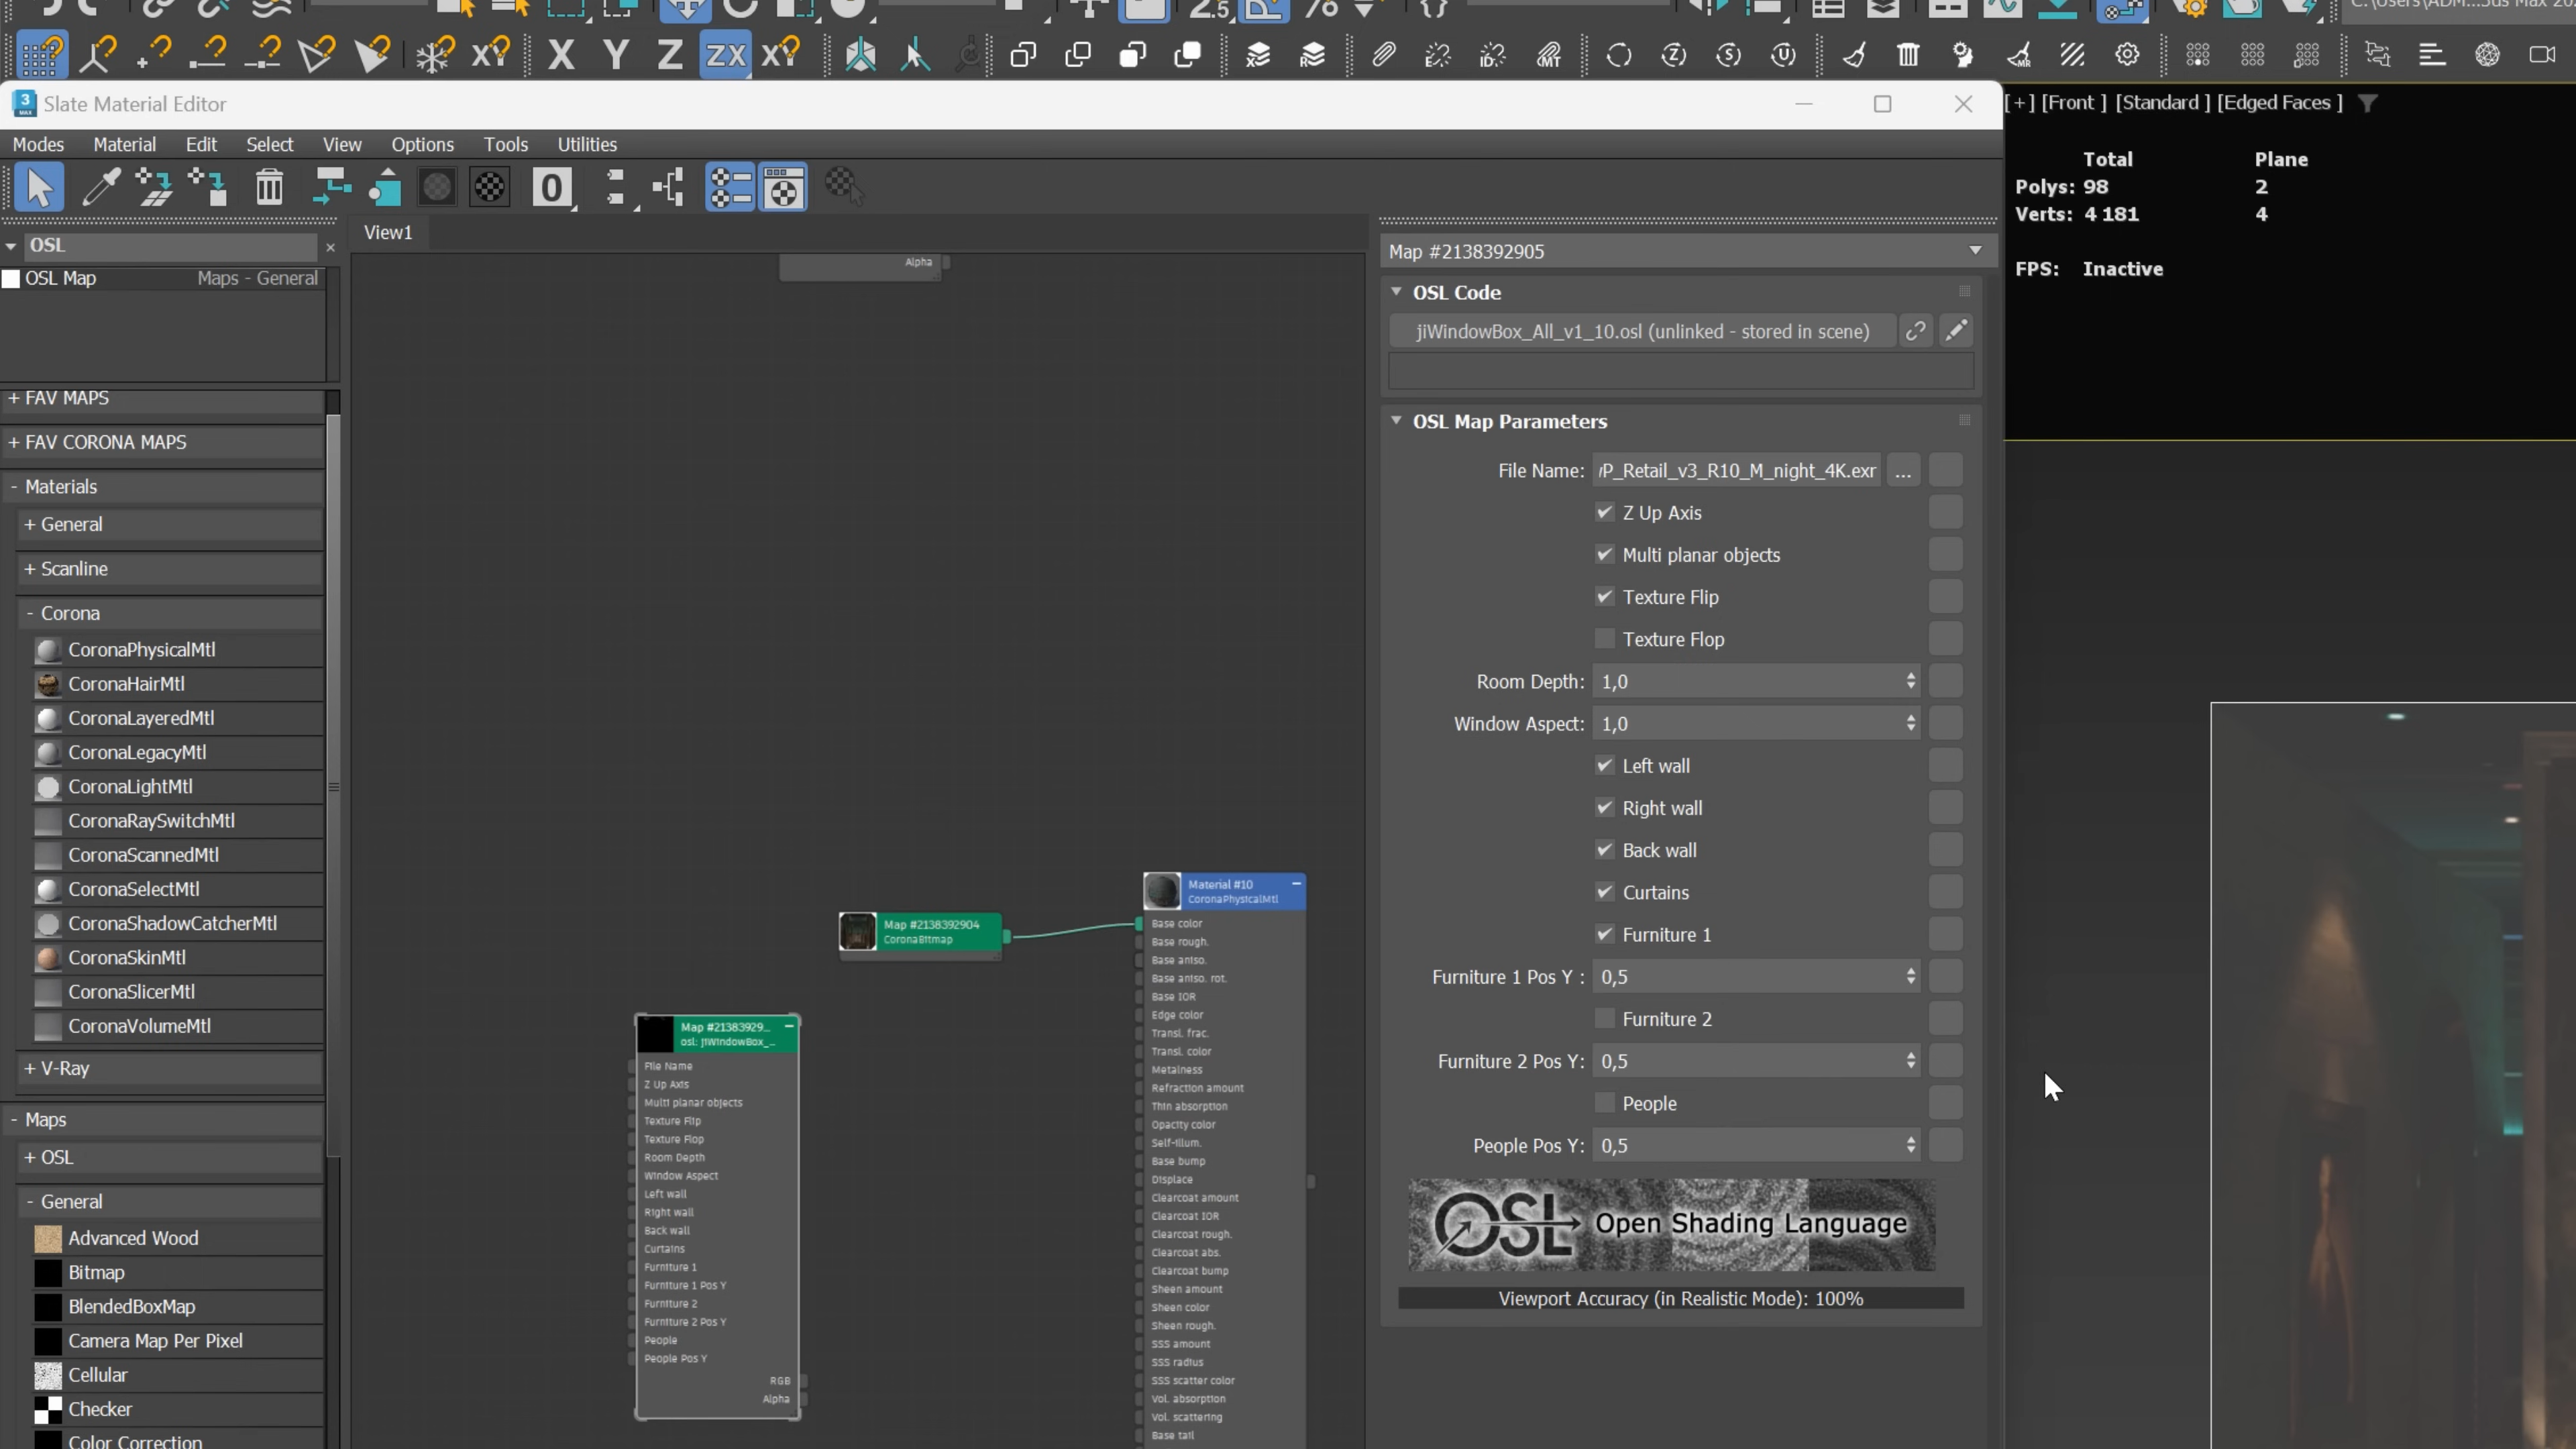 C:\Users\ADM...3ds Max 20
2.5
X Y Z ZX XY
Slate Material Editor
[+] [Front ] [Standard ] [Edged Faces ]
Modes Material Edit Select View Options Tools Utilities
Total Plane
Polys: 98 2
Verts: 4 181 4
FPS: Inactive
OSL
View1
OSL Map Maps - General
Alpha
Map #2138392905
OSL Code
jiWindowBox_All_v1_10.osl (unlinked - stored in scene)
+ FAV MAPS
+ FAV CORONA MAPS
- Materials
+ General
+ Scanline
- Corona
CoronaPhysicalMtl
CoronaHairMtl
CoronaLayeredMtl
CoronaLegacyMtl
CoronaLightMtl
CoronaRaySwitchMtl
CoronaScannedMtl
CoronaSelectMtl
CoronaShadowCatcherMtl
CoronaSkinMtl
CoronaSlicerMtl
CoronaVolumeMtl
+ V-Ray
- Maps
+ OSL
- General
Advanced Wood
Bitmap
BlendedBoxMap
Camera Map Per Pixel
Cellular
Checker
Color Correction
Map #2138392904
CoronaBitmap
Map #21383929...
osl: jiWindowBox_...
File Name
Z Up Axis
Multi planar objects
Texture Flip
Texture Flop
Room Depth
Window Aspect
Left wall
Right wall
Back wall
Curtains
Furniture 1
Furniture 1 Pos Y
Furniture 2
Furniture 2 Pos Y
People
People Pos Y
RGB
Alpha
Material #10
CoronaPhysicalMtl
Base color
Base rough.
Base aniso.
Base aniso. rot.
Base IOR
Edge color
Transl. frac.
Transl. color
Metalness
Refraction amount
Thin absorption
Opacity color
Self-Illum.
Base bump
Displace
Clearcoat amount
Clearcoat IOR
Clearcoat rough.
Clearcoat abs.
Clearcoat bump
Sheen amount
Sheen color
Sheen rough.
SSS amount
SSS radius
SSS scatter color
Vol. absorption
Vol. scattering
Base tail
OSL Map Parameters
File Name: P_Retail_v3_R10_M_night_4K.exr ...
Z Up Axis
Multi planar objects
Texture Flip
Texture Flop
Room Depth: 1,0
Window Aspect: 1,0
Left wall
Right wall
Back wall
Curtains
Furniture 1
Furniture 1 Pos Y : 0,5
Furniture 2
Furniture 2 Pos Y: 0,5
People
People Pos Y: 0,5
OSL Open Shading Language
Viewport Accuracy (in Realistic Mode): 100%